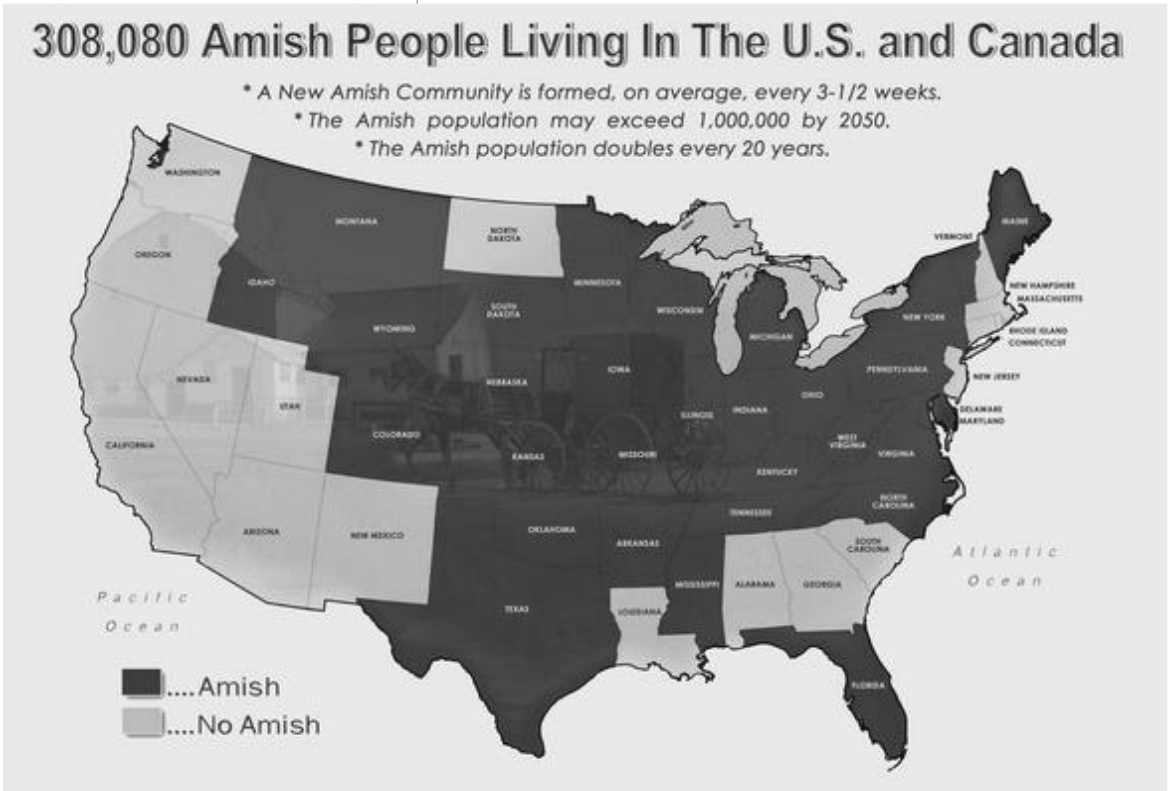 308,080 Amish People Living In The U.S. and Canada
* A New Amish Community is formed, on average, every 3-1/2 weeks.
* The Amish population may exceed 1,000,000 by 2050.
* The Amish population doubles every 20 years.
WASHINGTON
MONTANA
NORTH
DAKOTA
MAINE
VERMONT
OREGON
IDAHO
MINNESOTA
NEW HAMPSHIRE
MASSACHUSETTS
SOUTH
DAKOTA
WISCONSIN
NEW YORK
WYOMING
MICHIGAN
RHODE ISLAND
CONNECTICUT
NEVADA
NEBRASKA
IOWA
PENNSYLVANIA
NEW JERSEY
UTAH
ILLINOIS
INDIANA
OHIO
DELAWARE
MARYLAND
CALIFORNIA
COLORADO
KANSAS
MISSOURI
WEST
VIRGINIA
VIRGINIA
KENTUCKY
NORTH
CAROLINA
ARIZONA
NEW MEXICO
OKLAHOMA
TENNESSEE
ARKANSAS
SOUTH
CAROLINA
Atlantic
Ocean
MISSISSIPPI
ALABAMA
GEORGIA
Pacific
Ocean
TEXAS
LOUISIANA
FLORIDA
....Amish
....No Amish